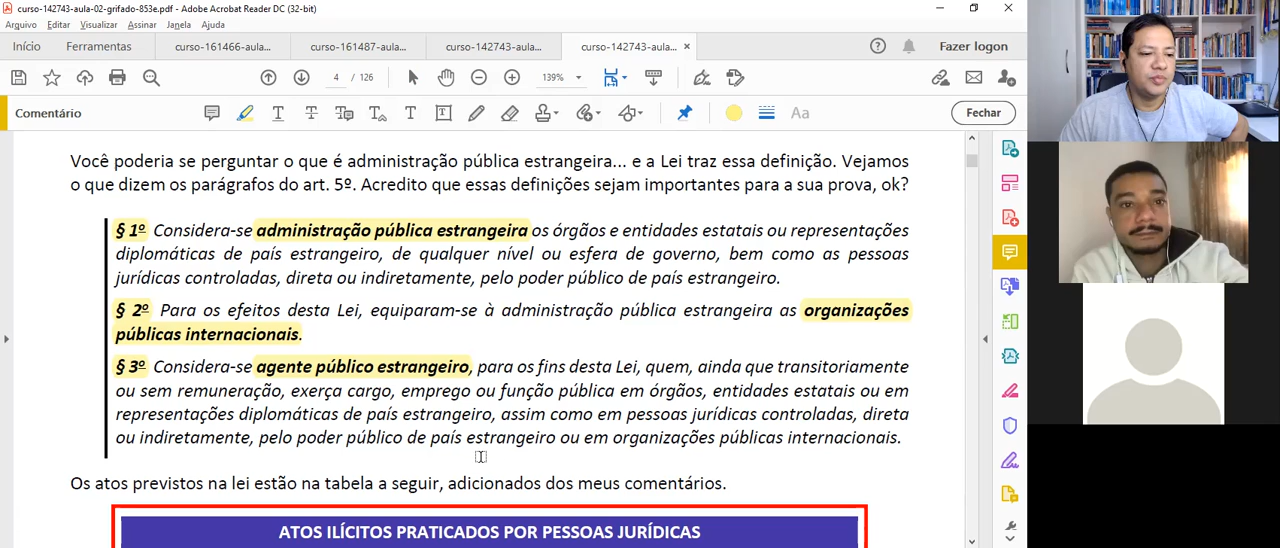 curso-142743-aula-02-grifado-853e.pdf - Adobe Acrobat Reader DC (32-bit)
Arquivo Editar Visualizar Assinar Janela Ajuda
Início Ferramentas curso-161466-aula... curso-161487-aula... curso-142743-aula... curso-142743-aula... × Fazer logon
4 / 126 139%
Comentário Aa Fechar
Você poderia se perguntar o que é administração pública estrangeira... e a Lei traz essa definição. Vejamos
o que dizem os parágrafos do art. 5º. Acredito que essas definições sejam importantes para a sua prova, ok?
§ 1º Considera-se administração pública estrangeira os órgãos e entidades estatais ou representações
diplomáticas de país estrangeiro, de qualquer nível ou esfera de governo, bem como as pessoas
jurídicas controladas, direta ou indiretamente, pelo poder público de país estrangeiro.
§ 2º Para os efeitos desta Lei, equiparam-se à administração pública estrangeira as organizações
públicas internacionais.
§ 3º Considera-se agente público estrangeiro, para os fins desta Lei, quem, ainda que transitoriamente
ou sem remuneração, exerça cargo, emprego ou função pública em órgãos, entidades estatais ou em
representações diplomáticas de país estrangeiro, assim como em pessoas jurídicas controladas, direta
ou indiretamente, pelo poder público de país estrangeiro ou em organizações públicas internacionais.
Os atos previstos na lei estão na tabela a seguir, adicionados dos meus comentários.
ATOS ILÍCITOS PRATICADOS POR PESSOAS JURÍDICAS